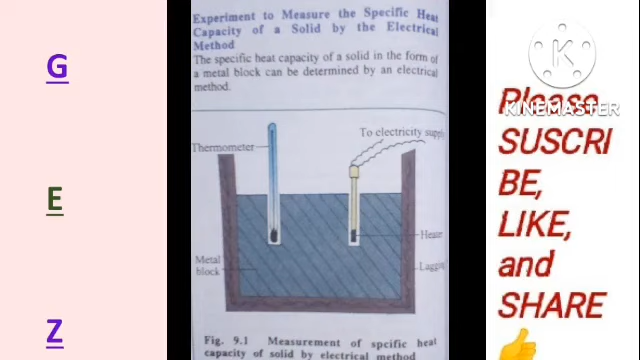 G
E
Z
Experiment to Measure the Specific Heat
Capacity of a Solid by the Electrical
Method
The specific heat capacity of a solid in the form of
a metal block can be determined by an electrical
method.
To electricity supply
Thermometer
Heater
Metal
block
Lagging
Fig. 9.1 Measurement of spcific heat
capacity of solid by electrical method
K
KINEMASTER
Please
SUSCRI
BE,
LIKE,
and
SHARE
👍